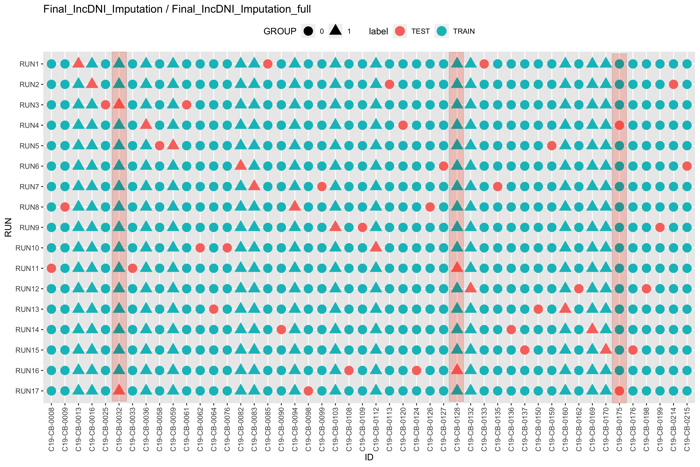 Final_IncDNI_Imputation / Final_IncDNI_Imputation_full
GROUP 0 1 label TEST TRAIN
RUN
RUN1
RUN2
RUN3
RUN4
RUN5
RUN6
RUN7
RUN8
RUN9
RUN10
RUN11
RUN12
RUN13
RUN14
RUN15
RUN16
RUN17
C19-CB-0008
C19-CB-0009
C19-CB-0013
C19-CB-0016
C19-CB-0025
C19-CB-0032
C19-CB-0033
C19-CB-0036
C19-CB-0058
C19-CB-0059
C19-CB-0061
C19-CB-0062
C19-CB-0064
C19-CB-0076
C19-CB-0082
C19-CB-0083
C19-CB-0085
C19-CB-0090
C19-CB-0094
C19-CB-0098
C19-CB-0099
C19-CB-0103
C19-CB-0108
C19-CB-0109
C19-CB-0112
C19-CB-0113
C19-CB-0120
C19-CB-0124
C19-CB-0126
C19-CB-0127
C19-CB-0128
C19-CB-0132
C19-CB-0133
C19-CB-0135
C19-CB-0136
C19-CB-0137
C19-CB-0150
C19-CB-0159
C19-CB-0160
C19-CB-0162
C19-CB-0169
C19-CB-0170
C19-CB-0175
C19-CB-0176
C19-CB-0198
C19-CB-0199
C19-CB-0214
C19-CB-0215
ID